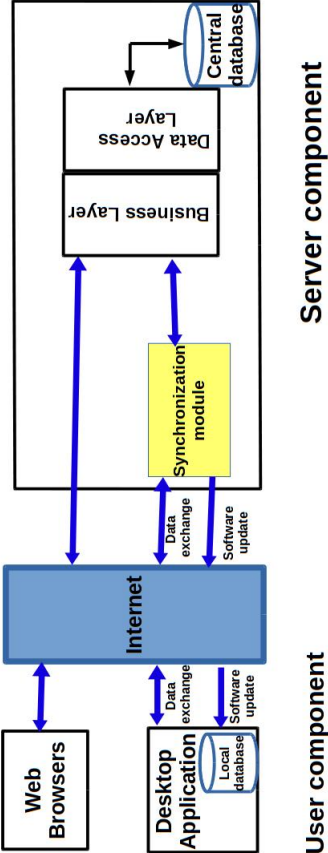 Central
database
Data Access
Layer
Business Layer
Server component
Synchronization
module
Data
exchange
Software
update
Internet
Data
exchange
Software
update
Web
Browsers
Desktop
Application
Local
database
User component